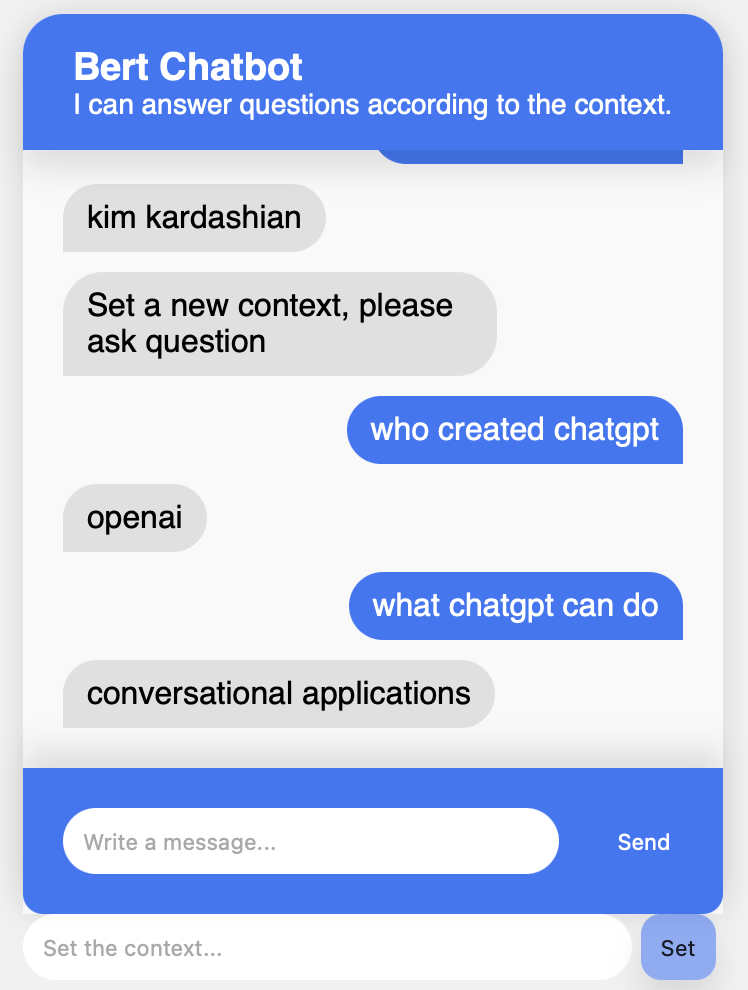 Bert Chatbot
I can answer questions according to the context.
kim kardashian
Set a new context, please
ask question
who created chatgpt
openai
what chatgpt can do
conversational applications
Write a message...
Send
Set the context...
Set